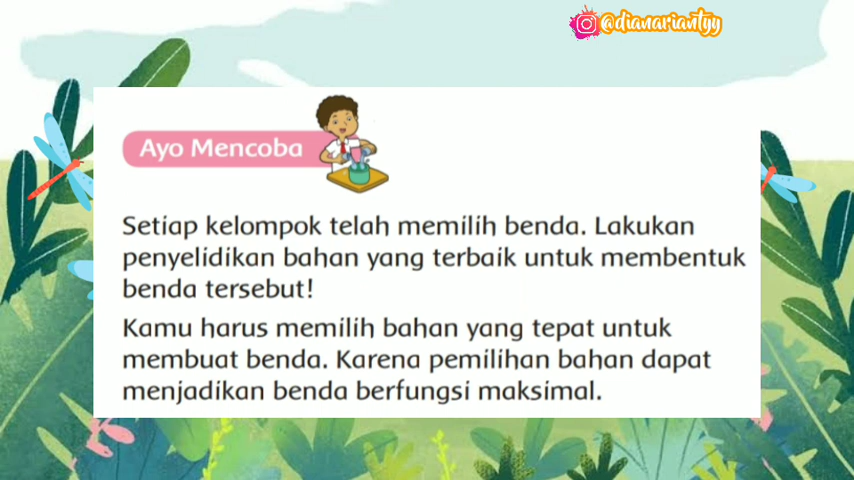 @dianariantyy
Ayo Mencoba
Setiap kelompok telah memilih benda. Lakukan
penyelidikan bahan yang terbaik untuk membentuk
benda tersebut!
Kamu harus memilih bahan yang tepat untuk
membuat benda. Karena pemilihan bahan dapat
menjadikan benda berfungsi maksimal.